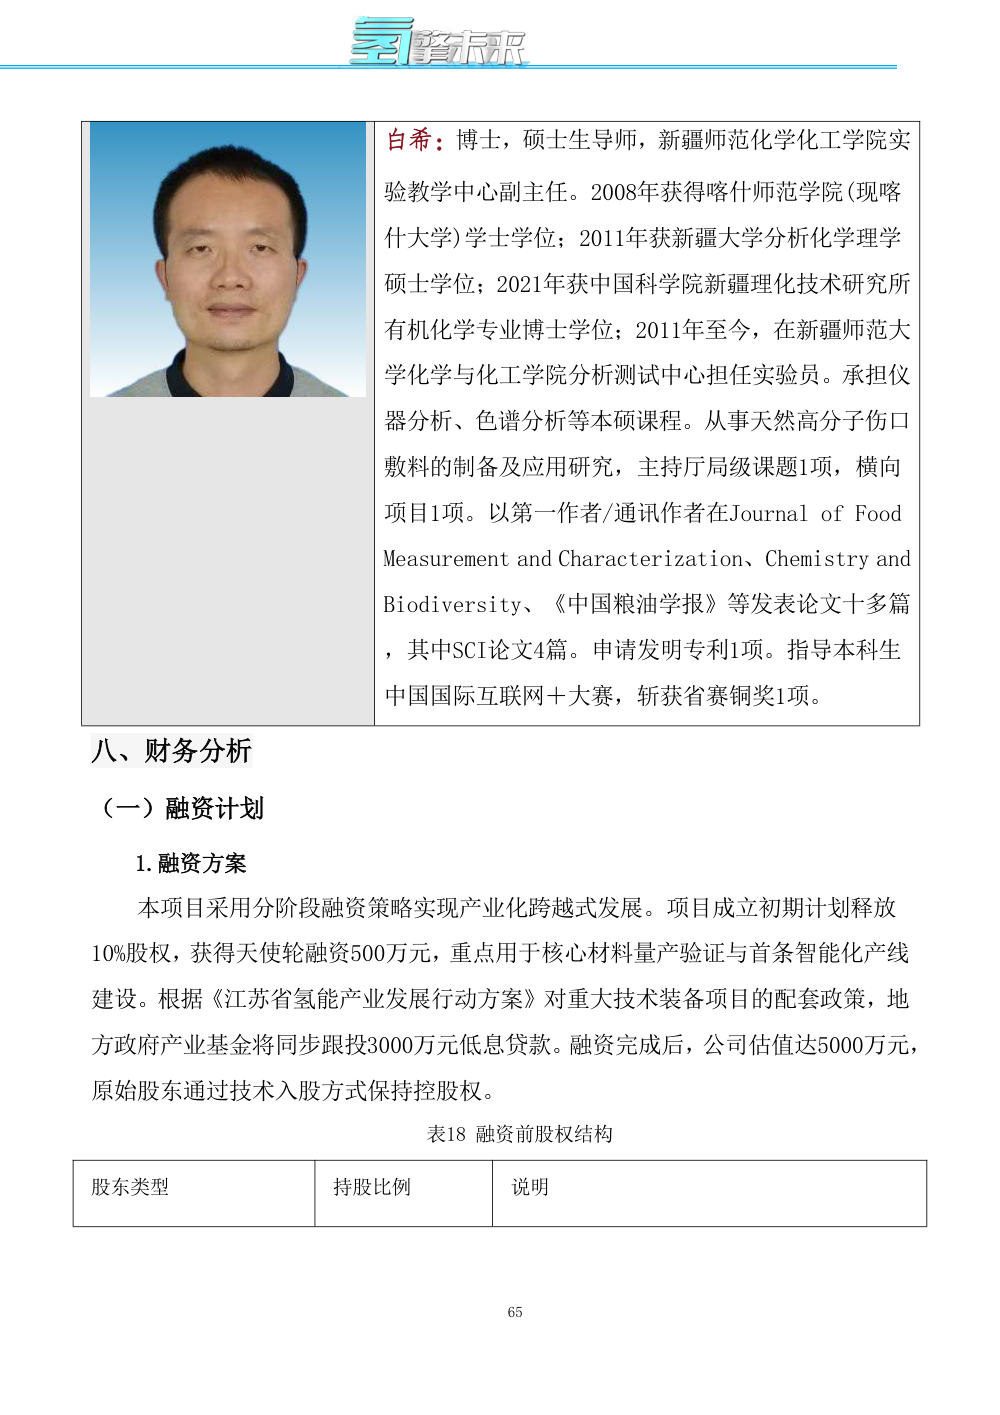 氢擎未来
白希：博士，硕士生导师，新疆师范化学化工学院实
验教学中心副主任。2008年获得喀什师范学院(现喀
什大学)学士学位；2011年获新疆大学分析化学理学
硕士学位；2021年获中国科学院新疆理化技术研究所
有机化学专业博士学位；2011年至今，在新疆师范大
学化学与化工学院分析测试中心担任实验员。承担仪
器分析、色谱分析等本硕课程。从事天然高分子伤口
敷料的制备及应用研究，主持厅局级课题1项，横向
项目1项。以第一作者/通讯作者在Journal of Food
Measurement and Characterization、Chemistry and
Biodiversity、《中国粮油学报》等发表论文十多篇
，其中SCI论文4篇。申请发明专利1项。指导本科生
中国国际互联网＋大赛，斩获省赛铜奖1项。
八、财务分析
（一）融资计划
1.融资方案
本项目采用分阶段融资策略实现产业化跨越式发展。项目成立初期计划释放
10%股权，获得天使轮融资500万元，重点用于核心材料量产验证与首条智能化产线
建设。根据《江苏省氢能产业发展行动方案》对重大技术装备项目的配套政策，地
方政府产业基金将同步跟投3000万元低息贷款。融资完成后，公司估值达5000万元，
原始股东通过技术入股方式保持控股权。
表18 融资前股权结构
股东类型 持股比例 说明
65